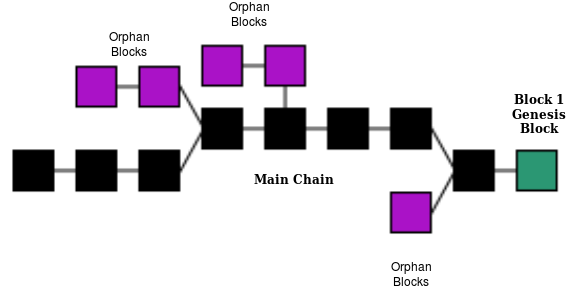 Orphan
Blocks
Orphan
Blocks
Block 1
Genesis
Block
Main Chain
Orphan
Blocks